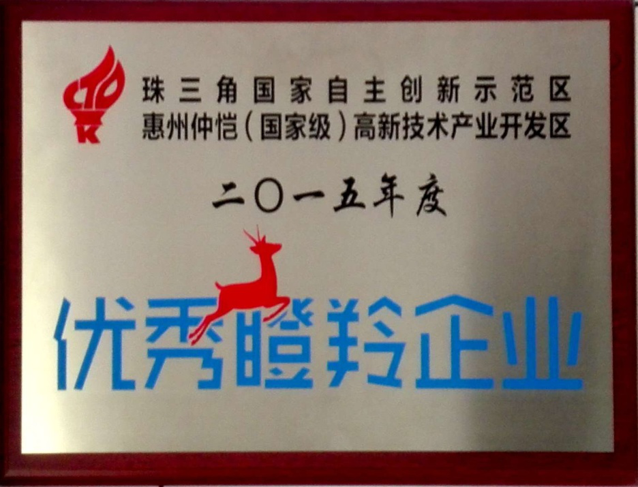 珠三角国家自主创新示范区
惠州仲恺（国家级）高新技术产业开发区
二〇一五年度
优秀瞪羚企业